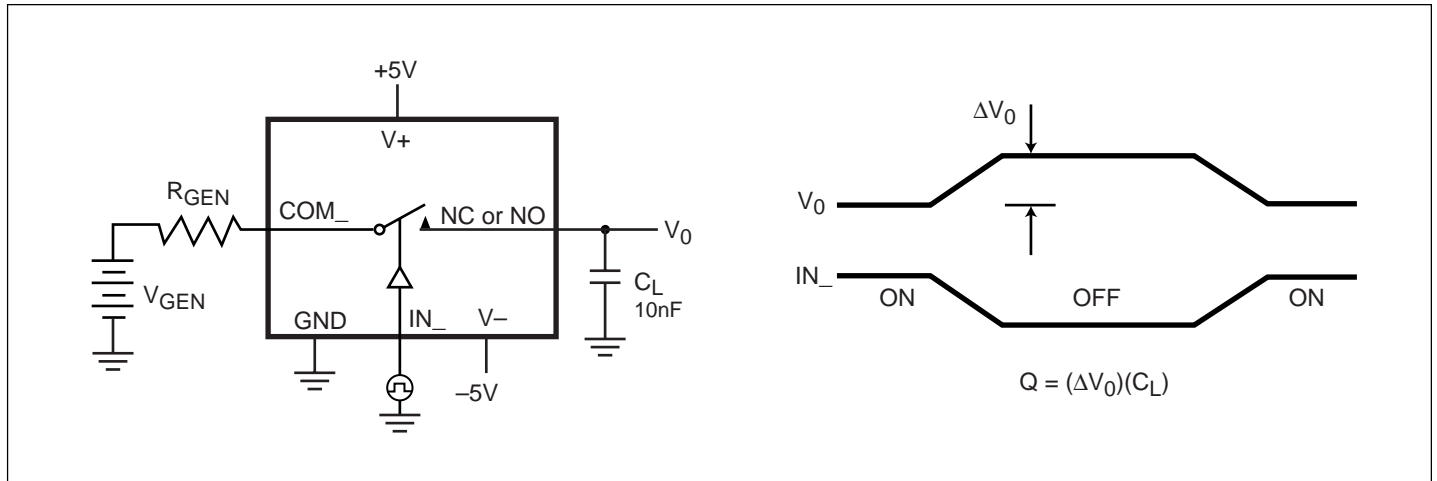 +5V
V+
RGEN
COM_
NC or NO
V0
VGEN
CL
10nF
GND
IN_
V–
–5V
ΔV0
V0
IN_
ON
OFF
ON
Q = (ΔV0)(CL)